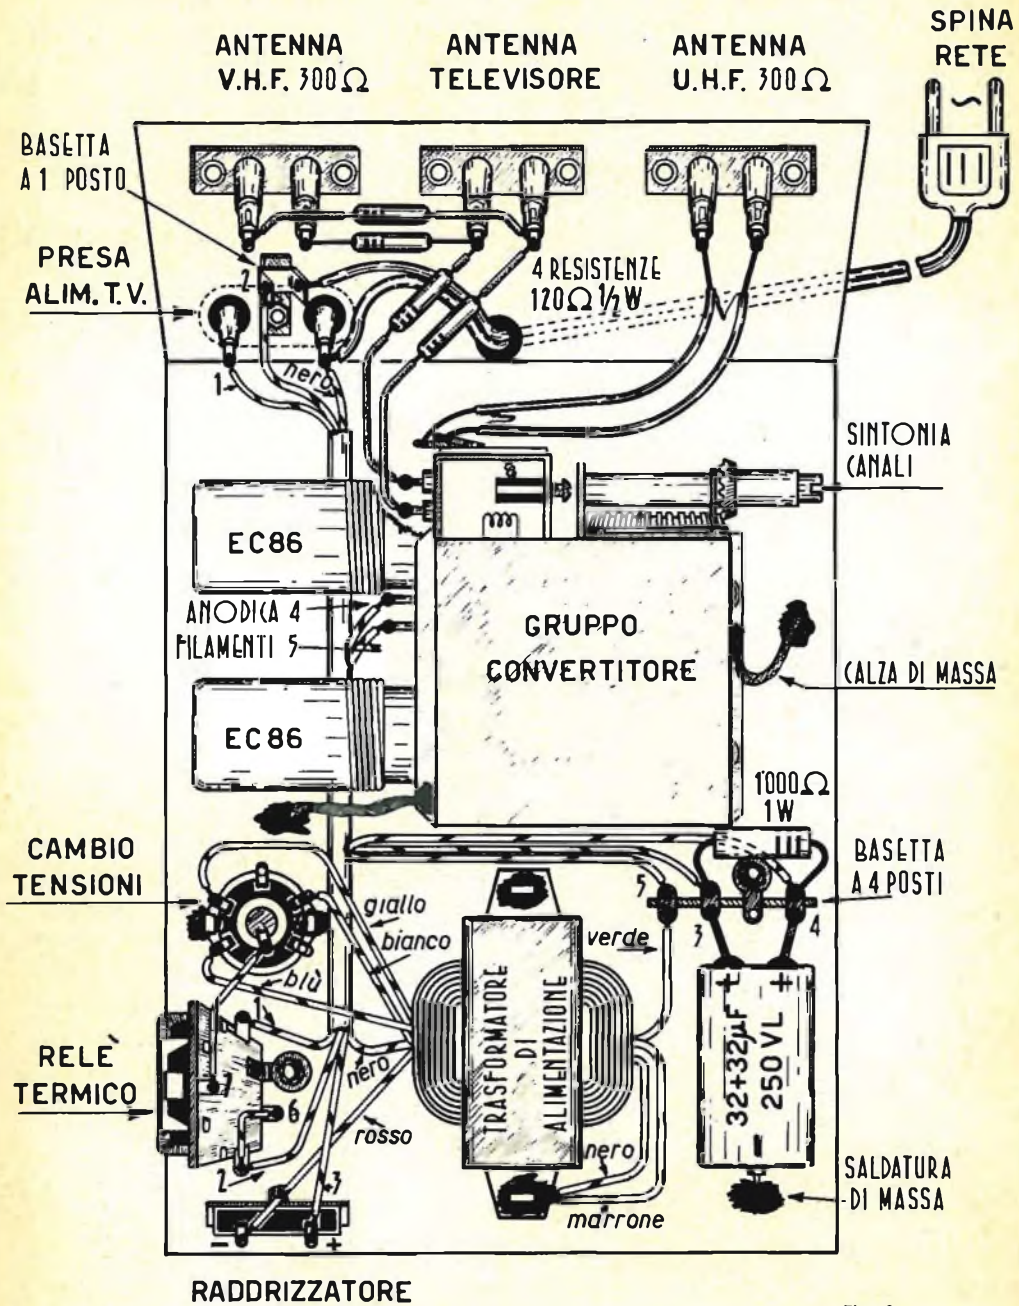 SPINA
RETE
ANTENNA
V.H.F. 300Ω
ANTENNA
TELEVISORE
ANTENNA
U.H.F. 300Ω
~
BASETTA
A 1 POSTO
PRESA
ALIM. T.V.
2
4 RESISTENZE
120Ω ½W
1
nero
SINTONIA
CANALI
EC86
ANODICA 4
FILAMENTI 5
GRUPPO
CONVERTITORE
CALZA DI MASSA
EC86
1000Ω
1W
CAMBIO
TENSIONI
BASETTA
A 4 POSTI
5
3
4
giallo
bianco
verde
blù
1
RELÈ
TERMICO
7
6
nero
rosso
2
3
- +
TRASFORMATORE
DI
ALIMENTAZIONE
+ +
32+32µF
250 VL
-
nero
marrone
SALDATURA
DI MASSA
RADDRIZZATORE